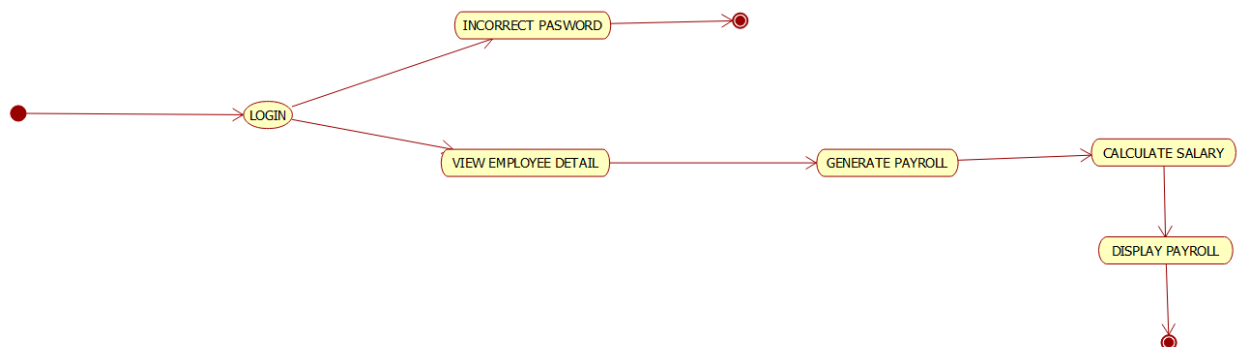 INCORRECT PASWORD
LOGIN
VIEW EMPLOYEE DETAIL
GENERATE PAYROLL
CALCULATE SALARY
DISPLAY PAYROLL